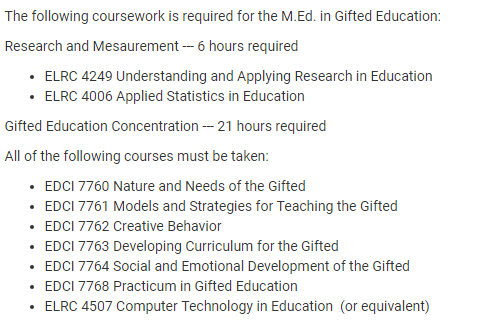 The following coursework is required for the M.Ed. in Gifted Education:
Research and Mesaurement --- 6 hours required
• ELRC 4249 Understanding and Applying Research in Education
• ELRC 4006 Applied Statistics in Education
Gifted Education Concentration --- 21 hours required
All of the following courses must be taken:
• EDCI 7760 Nature and Needs of the Gifted
• EDCI 7761 Models and Strategies for Teaching the Gifted
• EDCI 7762 Creative Behavior
• EDCI 7763 Developing Curriculum for the Gifted
• EDCI 7764 Social and Emotional Development of the Gifted
• EDCI 7768 Practicum in Gifted Education
• ELRC 4507 Computer Technology in Education (or equivalent)